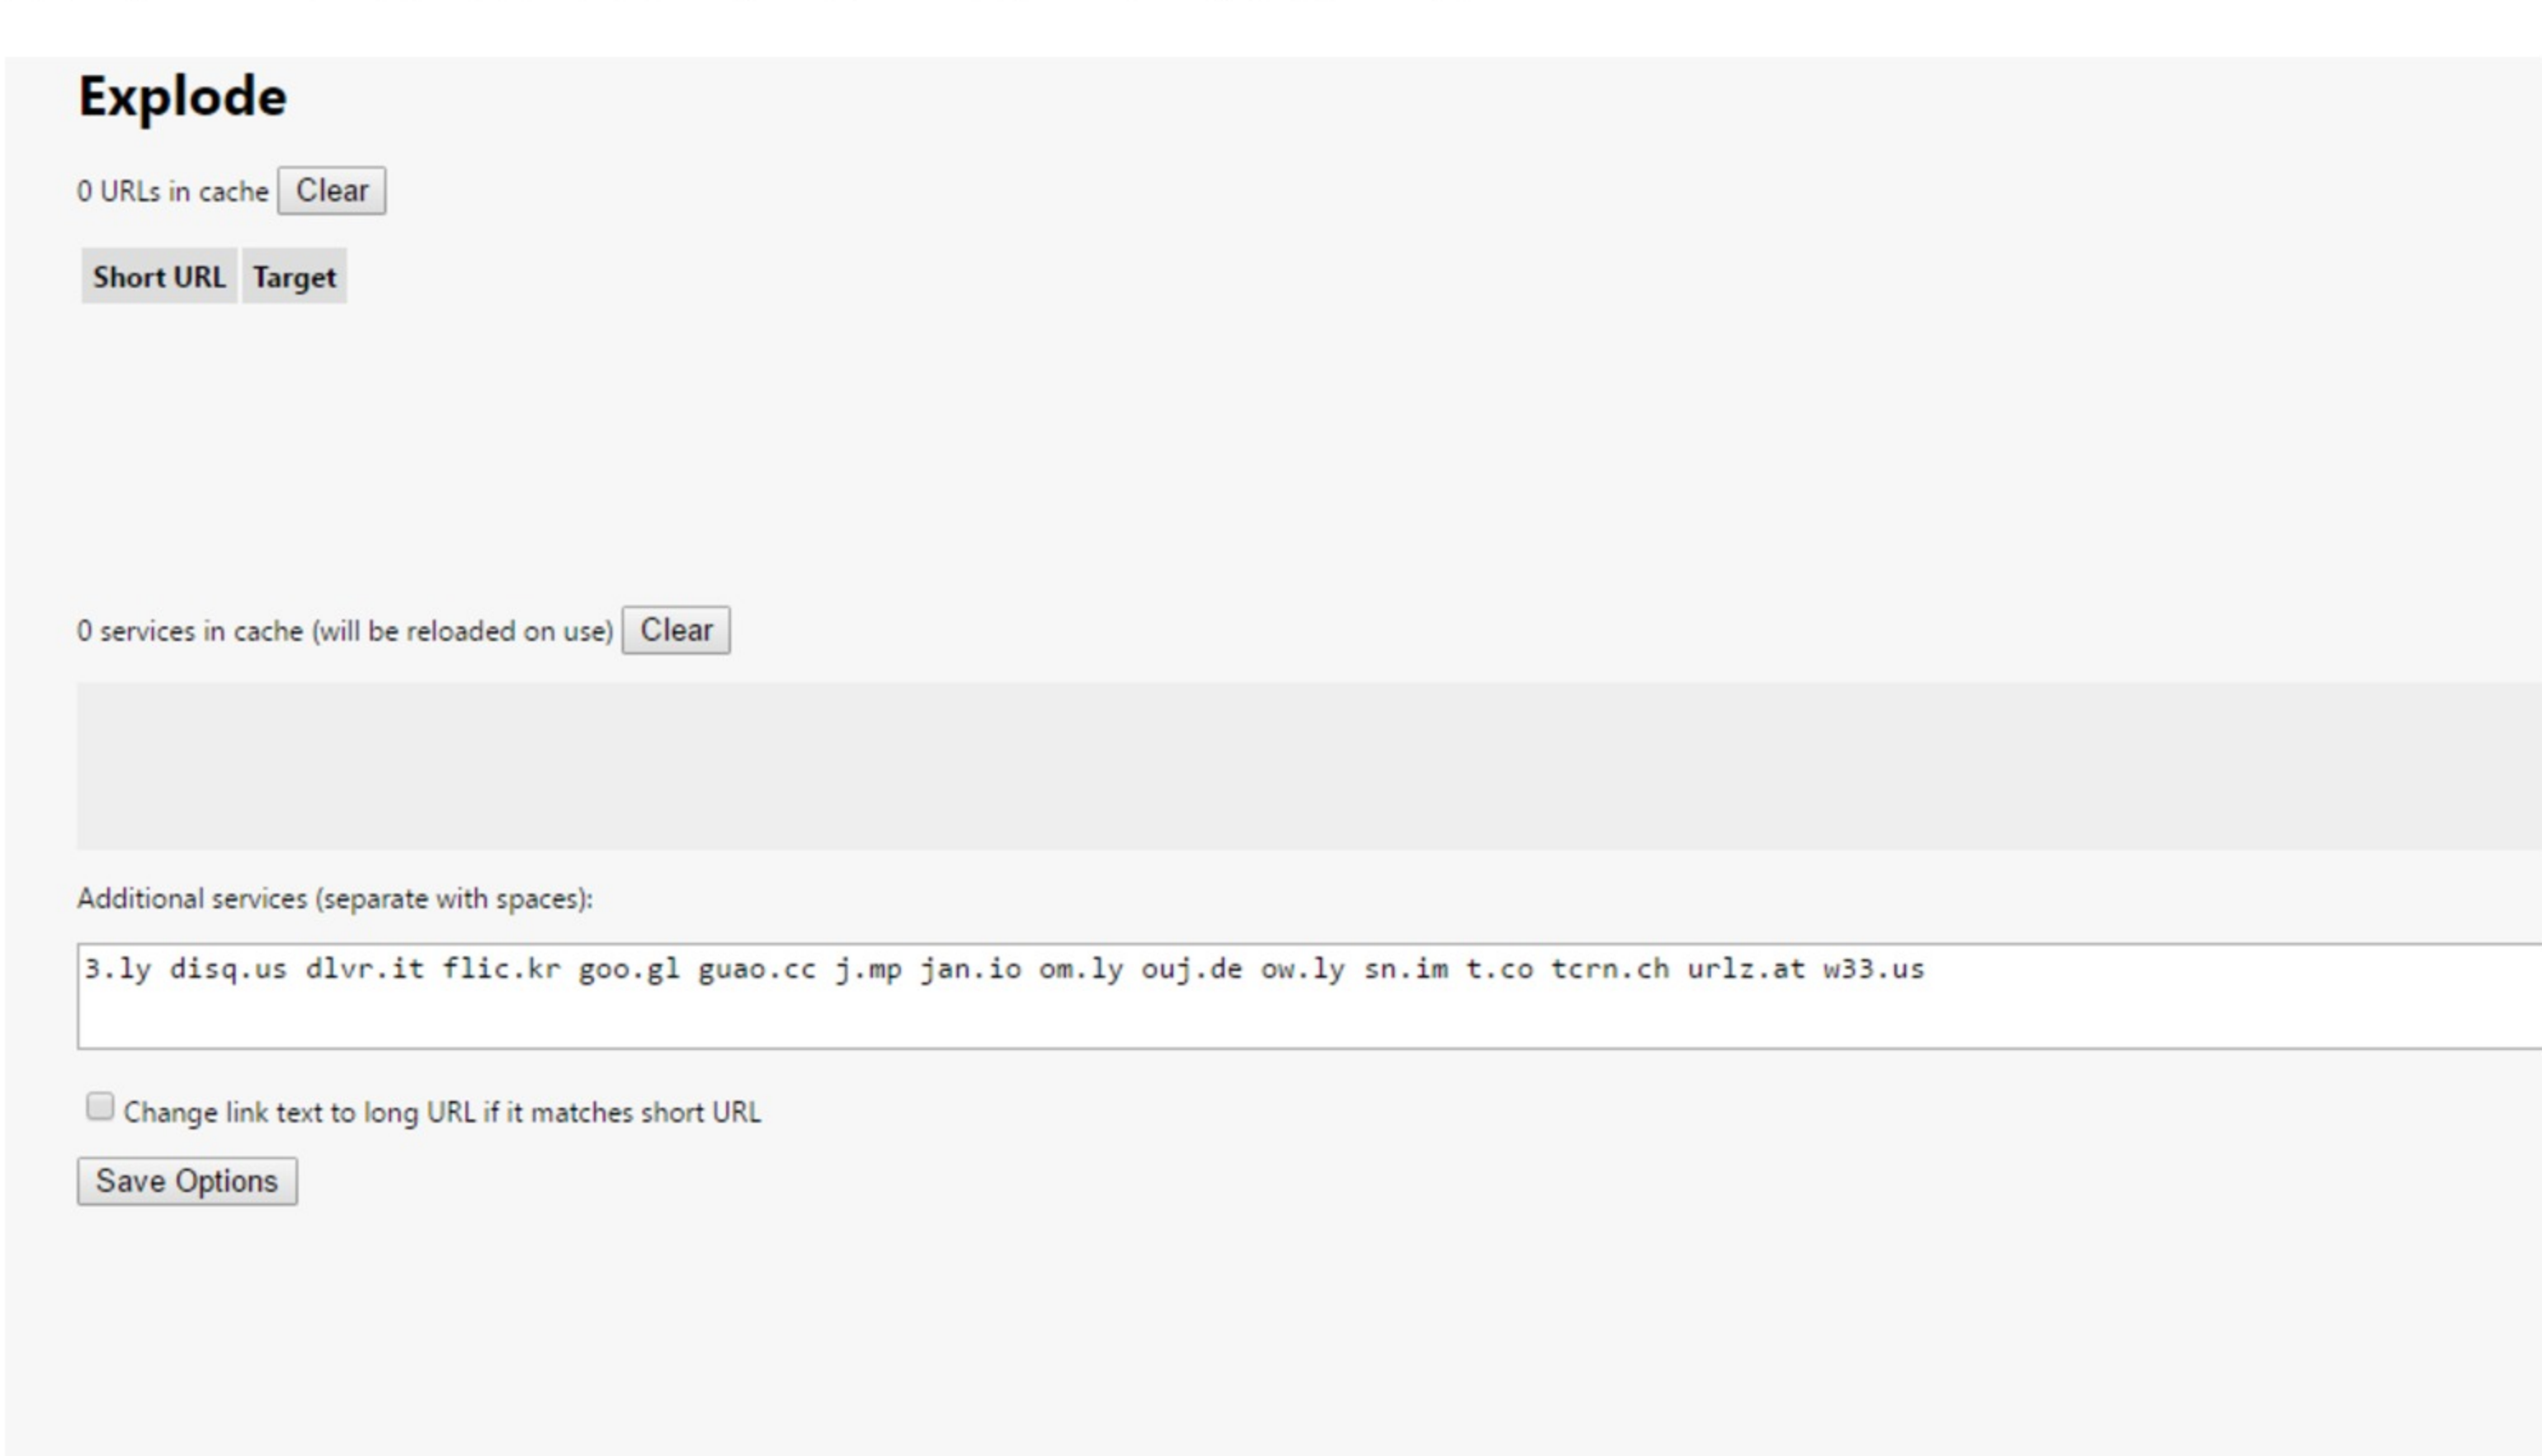 Explode
0 URLs in cache Clear
Short URL Target
0 services in cache (will be reloaded on use) Clear
Additional services (separate with spaces):
3.ly disq.us dlvr.it flic.kr goo.gl guao.cc j.mp jan.io om.ly ouj.de ow.ly sn.im t.co tcrn.ch urlz.at w33.us
Change link text to long URL if it matches short URL
Save Options